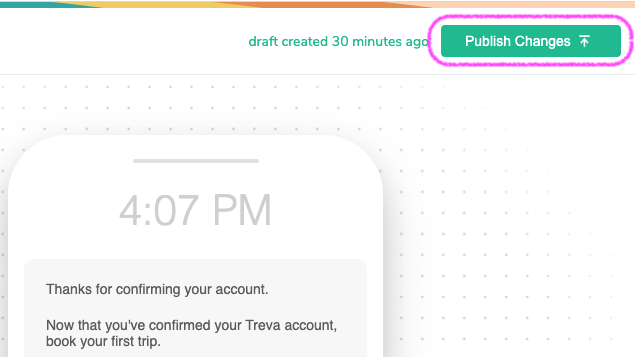 draft created 30 minutes ago
Publish Changes
4:07 PM
Thanks for confirming your account.
Now that you've confirmed your Treva account,
book your first trip.